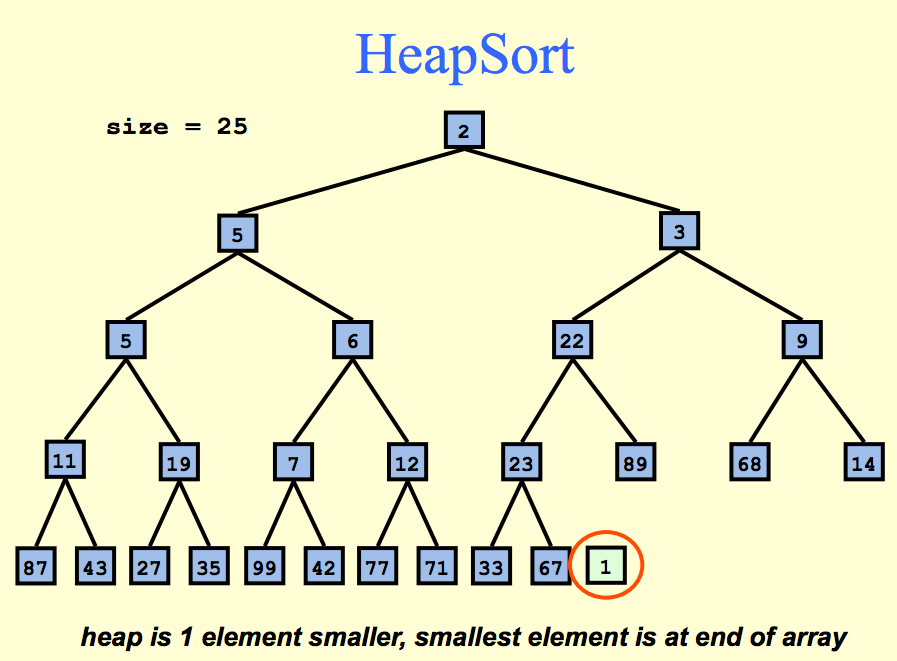 HeapSort
size = 25
2
5 3
5 6 22 9
11 19 7 12 23 89 68 14
87 43 27 35 99 42 77 71 33 67 1
heap is 1 element smaller, smallest element is at end of array